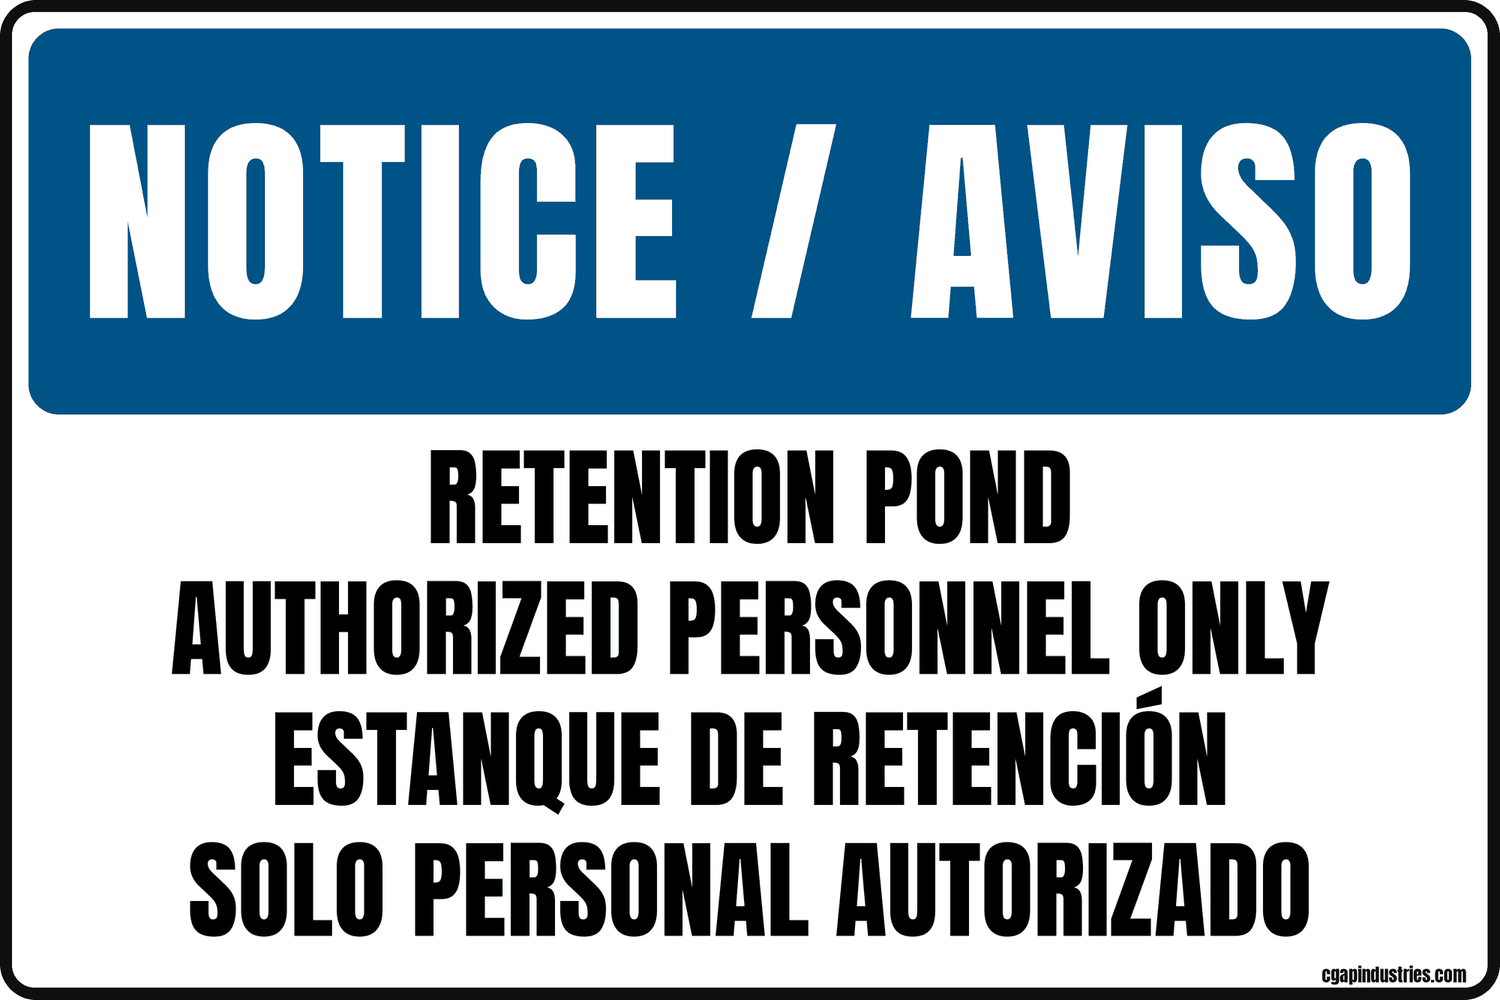 NOTICE / AVISO
RETENTION POND
AUTHORIZED PERSONNEL ONLY
ESTANQUE DE RETENCIÓN
SOLO PERSONAL AUTORIZADO
cgapindustries.com